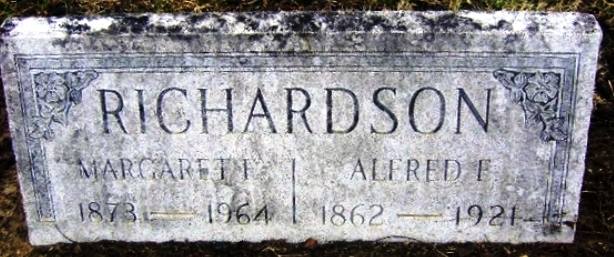 RICHARDSON
MARGARET E. ALFRED E.
1873 — 1964 1862 — 1921